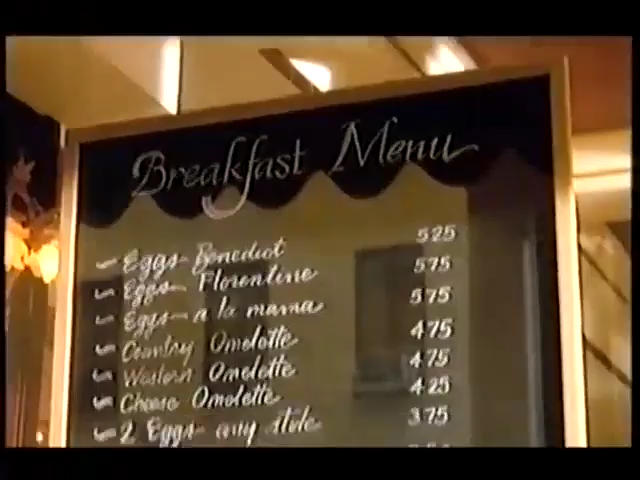 Breakfast Menu
Eggs Benedict 525
Eggs Florentine 575
Eggs a la mama 575
Country Omelette 475
Western Omelette 475
Cheese Omelette 425
2 Eggs any style 375